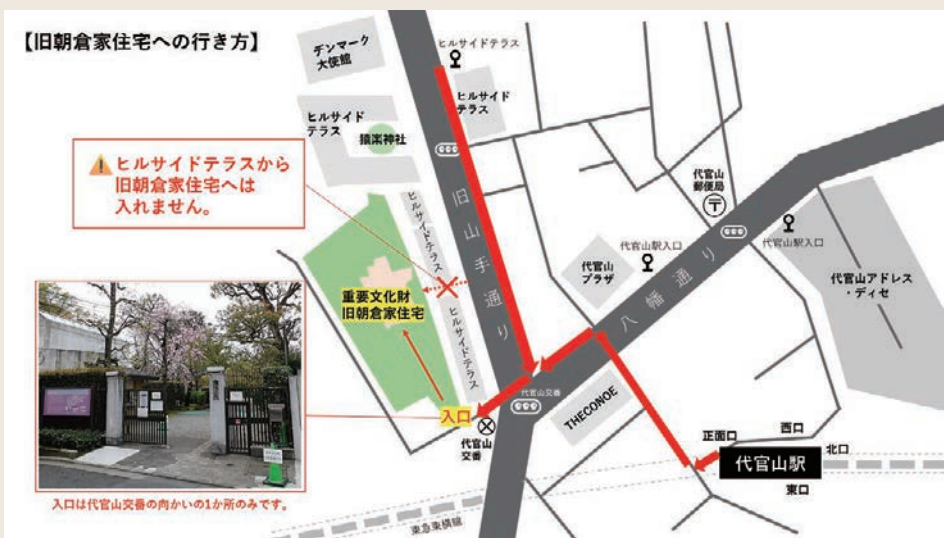 【旧朝倉家住宅への行き方】
デンマーク
大使館
ヒルサイドテラス
ヒルサイド
テラス
ヒルサイド
テラス
猿楽神社
ヒルサイドテラスから
旧朝倉家住宅へは
入れません。
旧山手通り
ヒルサイドテラス
ヒルサイドテラス
重要文化財
旧朝倉家住宅
代官山
郵便局
代官山駅入口
代官山駅入口
代官山
プラザ
八幡通り
代官山アドレス
・ディセ
代官山交番
THECONOE
入口
代官山
交番
正面口
西口
北口
代官山駅
東口
東急東横線
入口は代官山交番の向かいの1か所のみです。